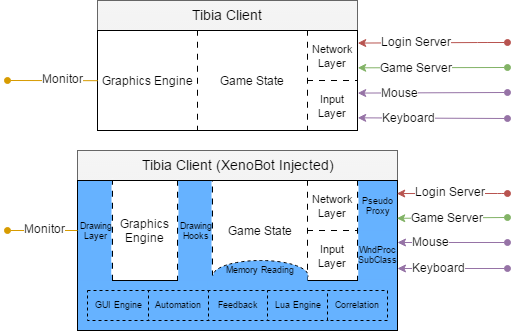 Tibia Client
Monitor
Graphics Engine
Game State
Network
Layer
Input
Layer
Login Server
Game Server
Mouse
Keyboard
Tibia Client (XenoBot Injected)
Monitor
Drawing
Layer
Graphics
Engine
Drawing
Hooks
Game State
Memory Reading
Network
Layer
Input
Layer
Pseudo
Proxy
WndProc
SubClass
Login Server
Game Server
Mouse
Keyboard
GUI Engine
Automation
Feedback
Lua Engine
Correlation